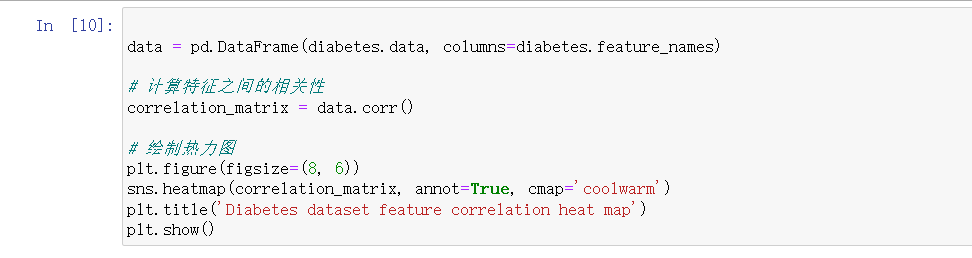 In [10]:
data = pd.DataFrame(diabetes.data, columns=diabetes.feature_names)
# 计算特征之间的相关性
correlation_matrix = data.corr()
# 绘制热力图
plt.figure(figsize=(8, 6))
sns.heatmap(correlation_matrix, annot=True, cmap='coolwarm')
plt.title('Diabetes dataset feature correlation heat map')
plt.show()